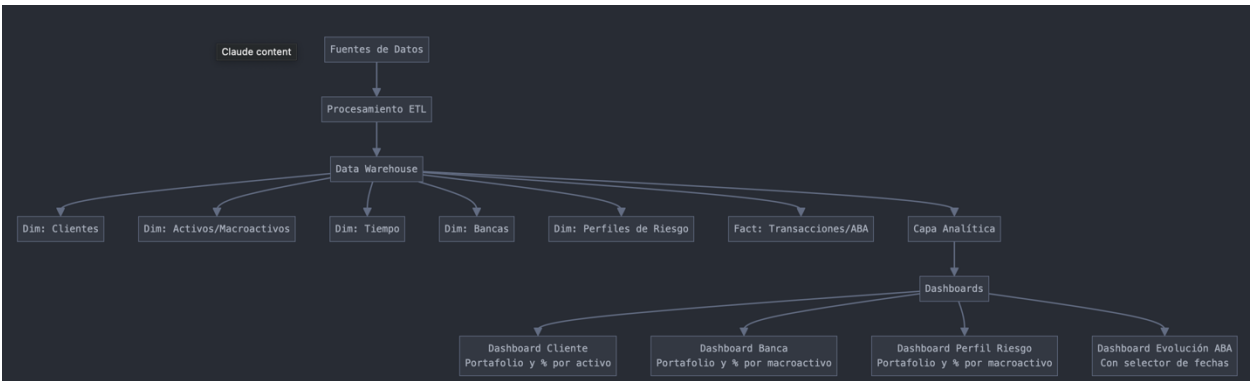 Claude content
Fuentes de Datos
Procesamiento ETL
Data Warehouse
Dim: Clientes
Dim: Activos/Macroactivos
Dim: Tiempo
Dim: Bancas
Dim: Perfiles de Riesgo
Fact: Transacciones/ABA
Capa Analítica
Dashboards
Dashboard Cliente
Portafolio y % por activo
Dashboard Banca
Portafolio y % por macroactivo
Dashboard Perfil Riesgo
Portafolio y % por macroactivo
Dashboard Evolución ABA
Con selector de fechas